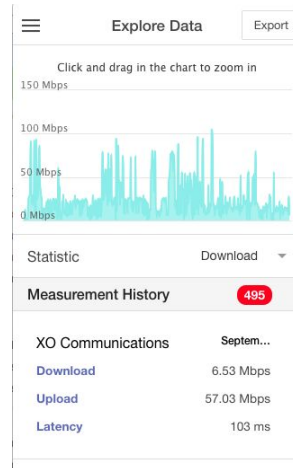 Explore Data
Export
Click and drag in the chart to zoom in
150 Mbps
100 Mbps
50 Mbps
0 Mbps
Statistic Download
Measurement History 495
XO Communications Septem...
Download 6.53 Mbps
Upload 57.03 Mbps
Latency 103 ms